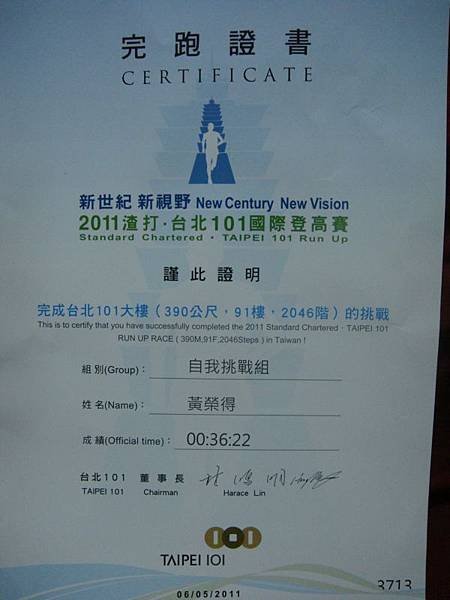 完跑證書
CERTIFICATE
新世紀 新視野 New Century New Vision
2011渣打‧台北101國際登高賽
Standard Chartered‧TAIPEI 101 Run Up
謹此證明
完成台北101大樓（390公尺，91樓，2046階）的挑戰
This is to certify that you have successfully completed the 2011 Standard Chartered‧TAIPEI 101
RUN UP RACE ( 390M,91F,2046Steps ) in Taiwan !
組別(Group)： 自我挑戰組
姓名(Name)： 黃榮得
成績(Official time)： 00:36:22
台北101 董事長
TAIPEI 101 Chairman Harace Lin
TAIPEI 101
3713
06/05/2011